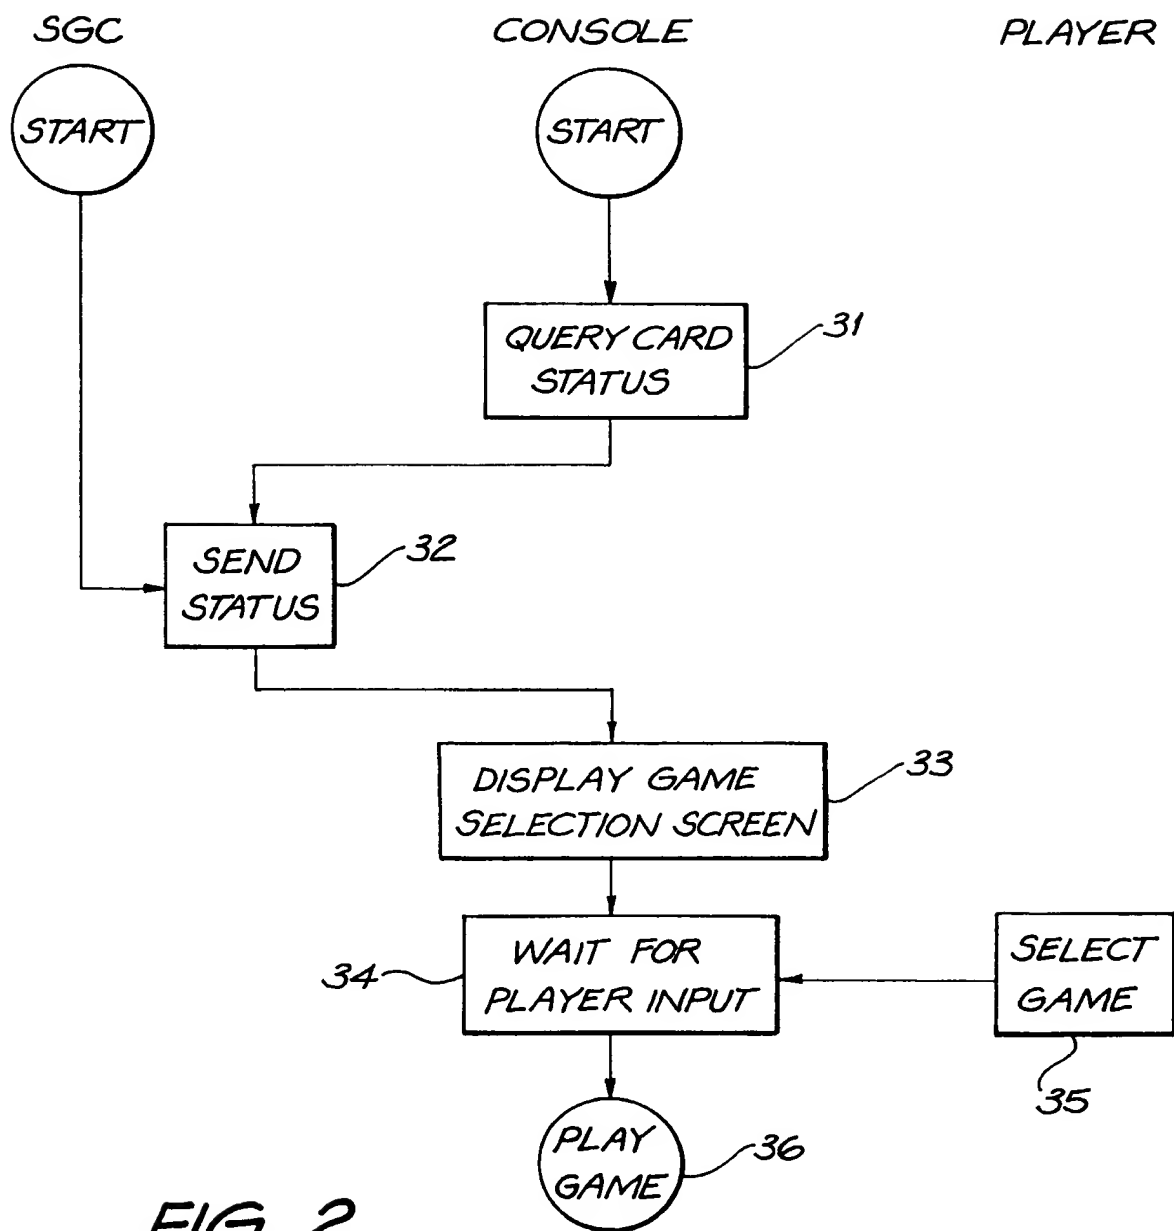 SGC CONSOLE PLAYER
START START
QUERY CARD
STATUS
31
SEND
STATUS
32
DISPLAY GAME
SELECTION SCREEN
33
WAIT FOR
PLAYER INPUT
34
SELECT
GAME
35
PLAY
GAME
36
FIG. 2